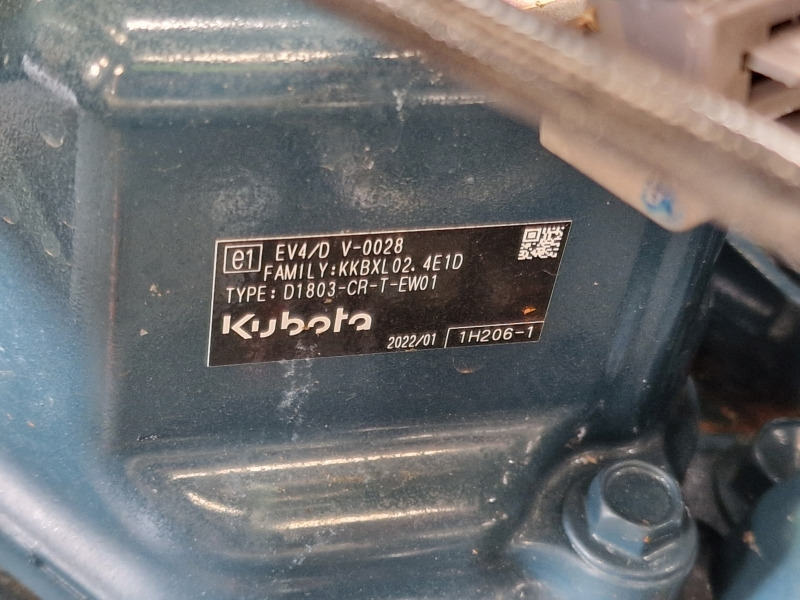 e1 EV4/D V-0028
FAMILY:KKBXL02.4E1D
TYPE: D1803-CR-T-EW01
Kubota
2022/01 1H206-1